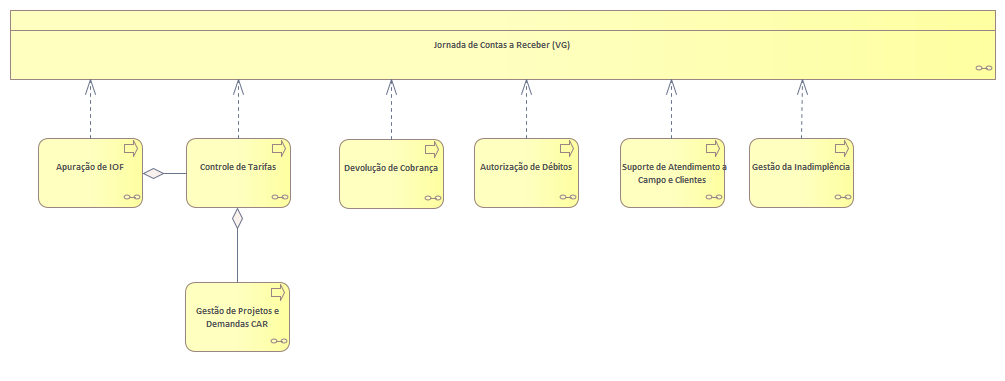 Jornada de Contas a Receber (VG)
Apuração de IOF
Controle de Tarifas
Devolução de Cobrança
Autorização de Débitos
Suporte de Atendimento a
Campo e Clientes
Gestão da Inadimplência
Gestão de Projetos e
Demandas CAR